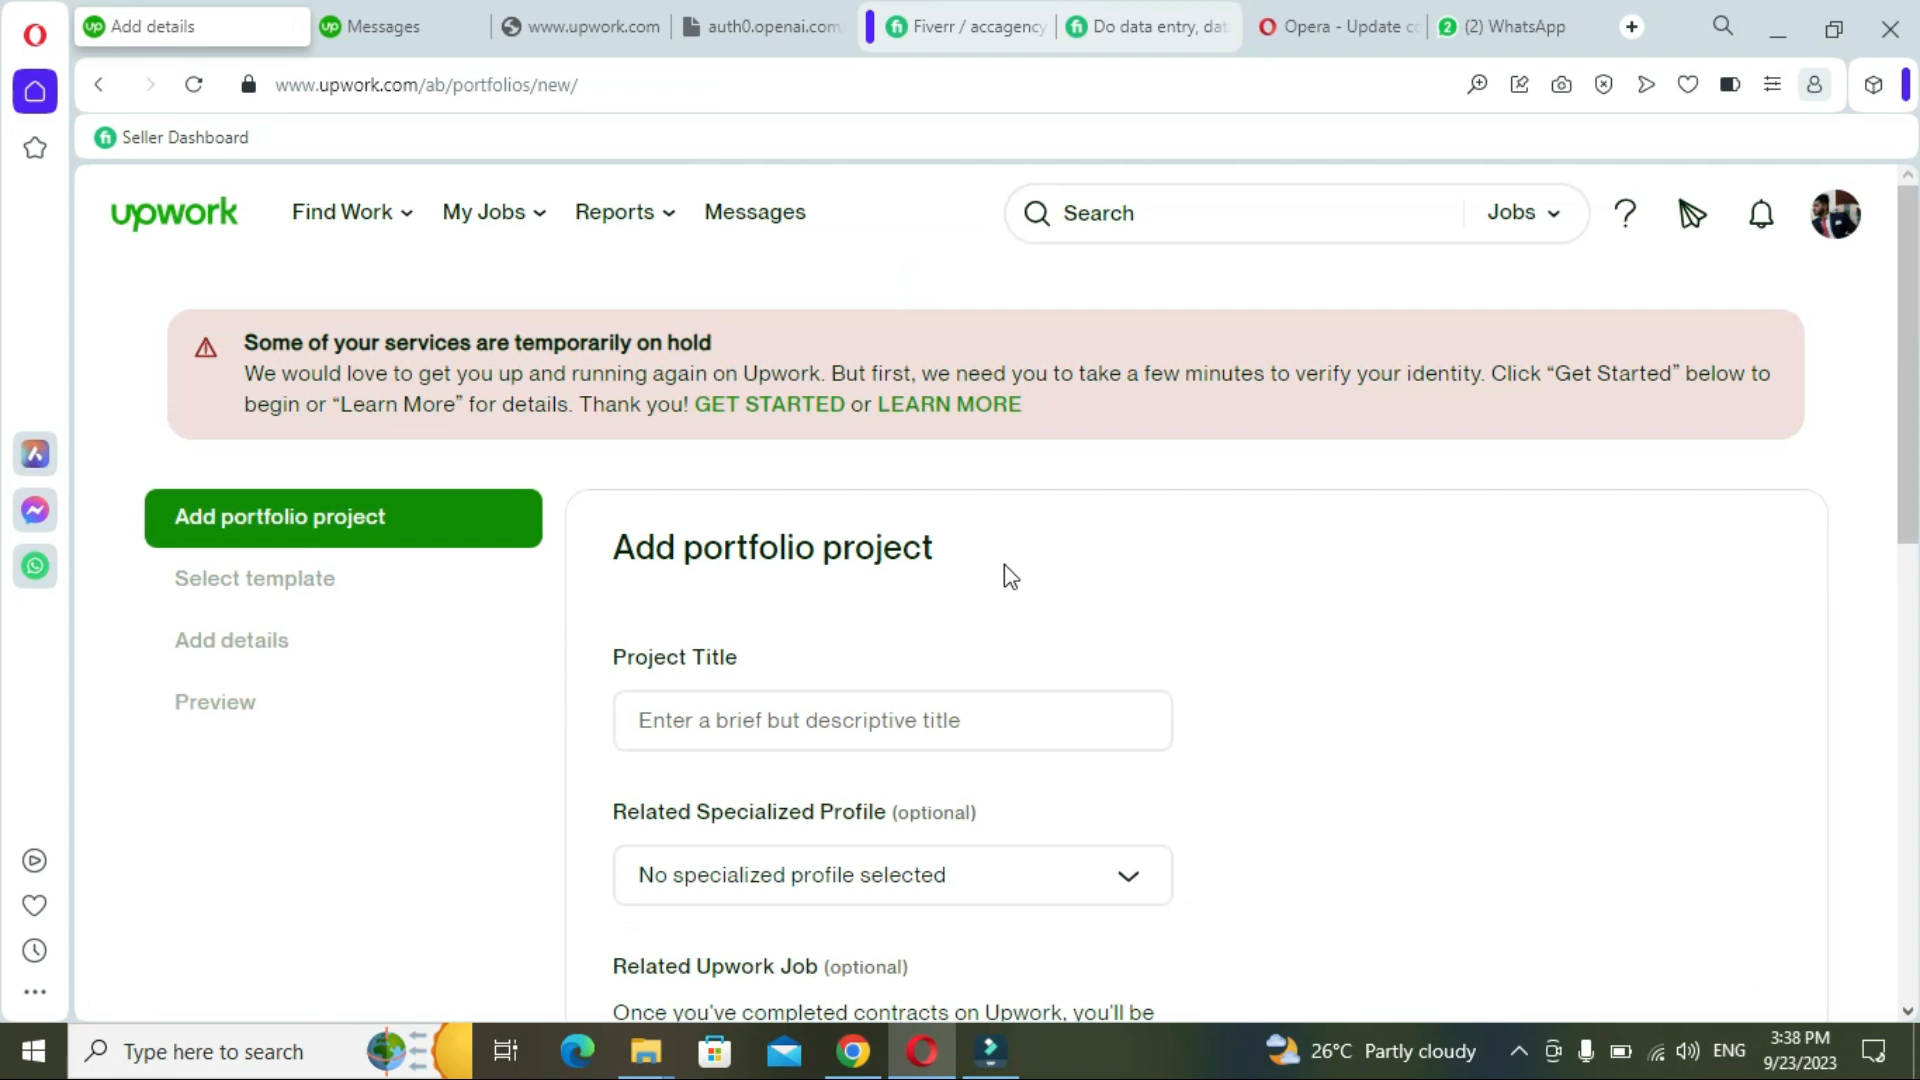 Add details
Messages
www.upwork.com
auth0.openai.com
Fiverr / accagency
Do data entry, dat
Opera - Update
2
(2) WhatsApp
www.upwork.com/ab/portfolios/new/
Seller Dashboard
upwork
Find Work
My Jobs
Reports
Messages
Search
Jobs
Some of your services are temporarily on hold
We would love to get you up and running again on Upwork. But first, we need you to take a few minutes to verify your identity. Click “Get Started” below to
begin or “Learn More” for details. Thank you! GET STARTED or LEARN MORE
Add portfolio project
Select template
Add details
Preview
Add portfolio project
Project Title
Enter a brief but descriptive title
Related Specialized Profile (optional)
No specialized profile selected
Related Upwork Job (optional)
Once you've completed contracts on Upwork, you'll be
Type here to search
26°C Partly cloudy
ENG
3:38 PM
9/23/2023